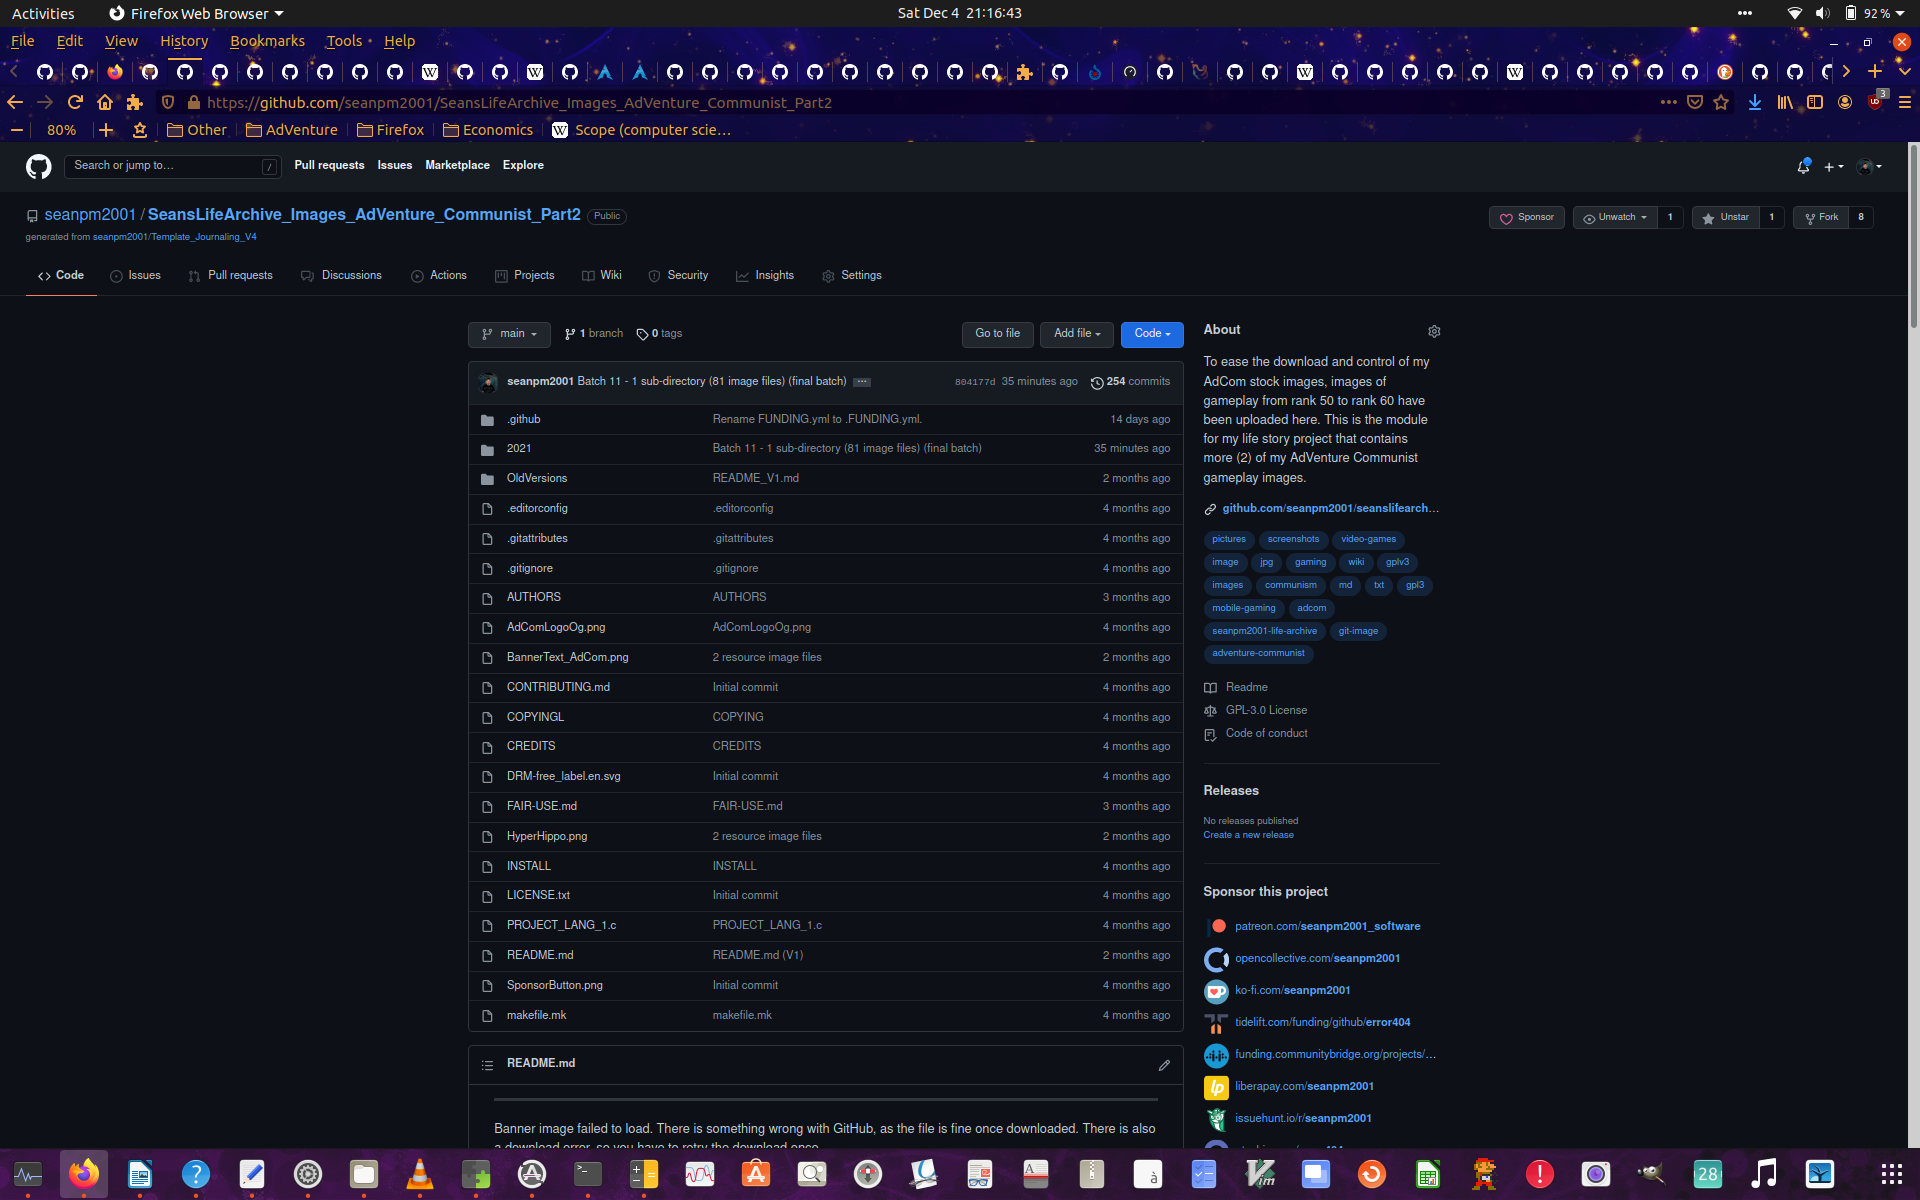 Activities
Firefox Web Browser
Sat Dec 4 21:16:43
92 %
File Edit View History Bookmarks Tools Help
https://github.com/seanpm2001/SeansLifeArchive_Images_AdVenture_Communist_Part2
3
80%
Other
AdVenture
Firefox
Economics
Scope (computer scie…
Search or jump to…
/
Pull requests Issues Marketplace Explore
seanpm2001 / SeansLifeArchive_Images_AdVenture_Communist_Part2 Public
Sponsor
Unwatch 1
Unstar 1
Fork 8
generated from seanpm2001/Template_Journaling_V4
Code Issues Pull requests Discussions Actions Projects Wiki Security Insights Settings
main 1 branch 0 tags
Go to file Add file Code
seanpm2001 Batch 11 - 1 sub-directory (81 image files) (final batch) ... 804177d 35 minutes ago 254 commits
.github Rename FUNDING.yml to .FUNDING.yml. 14 days ago
2021 Batch 11 - 1 sub-directory (81 image files) (final batch) 35 minutes ago
OldVersions README_V1.md 2 months ago
.editorconfig .editorconfig 4 months ago
.gitattributes .gitattributes 4 months ago
.gitignore .gitignore 4 months ago
AUTHORS AUTHORS 3 months ago
AdComLogoOg.png AdComLogoOg.png 4 months ago
BannerText_AdCom.png 2 resource image files 2 months ago
CONTRIBUTING.md Initial commit 4 months ago
COPYINGL COPYING 4 months ago
CREDITS CREDITS 4 months ago
DRM-free_label.en.svg Initial commit 4 months ago
FAIR-USE.md FAIR-USE.md 3 months ago
HyperHippo.png 2 resource image files 2 months ago
INSTALL INSTALL 4 months ago
LICENSE.txt Initial commit 4 months ago
PROJECT_LANG_1.c PROJECT_LANG_1.c 4 months ago
README.md README.md (V1) 2 months ago
SponsorButton.png Initial commit 4 months ago
makefile.mk makefile.mk 4 months ago
README.md
Banner image failed to load. There is something wrong with GitHub, as the file is fine once downloaded. There is also
a download error, so you have to retry the download once.
About
To ease the download and control of my
AdCom stock images, images of
gameplay from rank 50 to rank 60 have
been uploaded here. This is the module
for my life story project that contains
more (2) of my AdVenture Communist
gameplay images.
github.com/seanpm2001/seanslifearch…
pictures screenshots video-games
image jpg gaming wiki gplv3
images communism md txt gpl3
mobile-gaming adcom
seanpm2001-life-archive git-image
adventure-communist
Readme
GPL-3.0 License
Code of conduct
Releases
No releases published
Create a new release
Sponsor this project
patreon.com/seanpm2001_software
opencollective.com/seanpm2001
ko-fi.com/seanpm2001
tidelift.com/funding/github/error404
funding.communitybridge.org/projects/…
liberapay.com/seanpm2001
issuehunt.io/r/seanpm2001
28